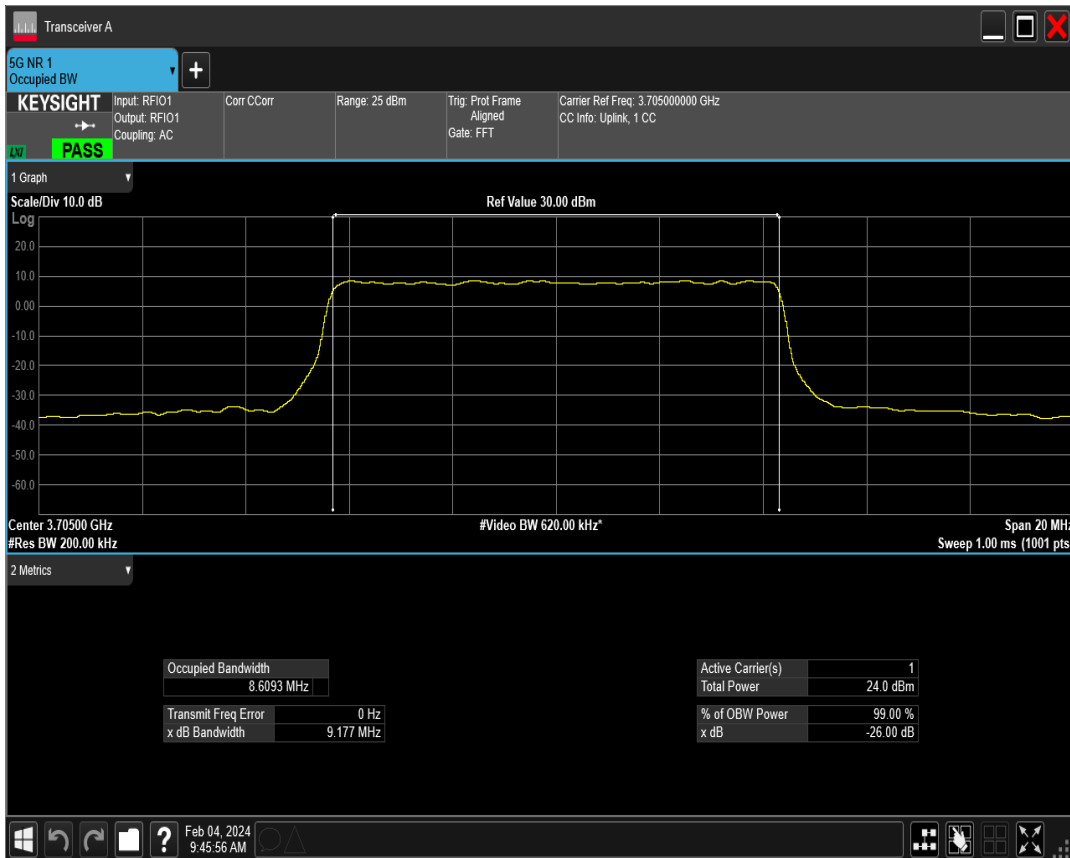 Transceiver A
5G NR 1
Occupied BW
KEYSIGHT
Input: RFIO1
Output: RFIO1
Coupling: AC
Corr CCorr
Range: 25 dBm
Trig: Prot Frame
Aligned
Gate: FFT
Carrier Ref Freq: 3.705000000 GHz
CC Info: Uplink, 1 CC
LXI
PASS
1 Graph
Scale/Div 10.0 dB
Ref Value 30.00 dBm
Log
20.0
10.0
0.00
-10.0
-20.0
-30.0
-40.0
-50.0
-60.0
Center 3.70500 GHz
#Video BW 620.00 kHz*
Span 20 MHz
#Res BW 200.00 kHz
Sweep 1.00 ms (1001 pts
2 Metrics
Occupied Bandwidth
8.6093 MHz
Transmit Freq Error 0 Hz
x dB Bandwidth 9.177 MHz
Active Carrier(s) 1
Total Power 24.0 dBm
% of OBW Power 99.00 %
x dB -26.00 dB
?
Feb 04, 2024
9:45:56 AM